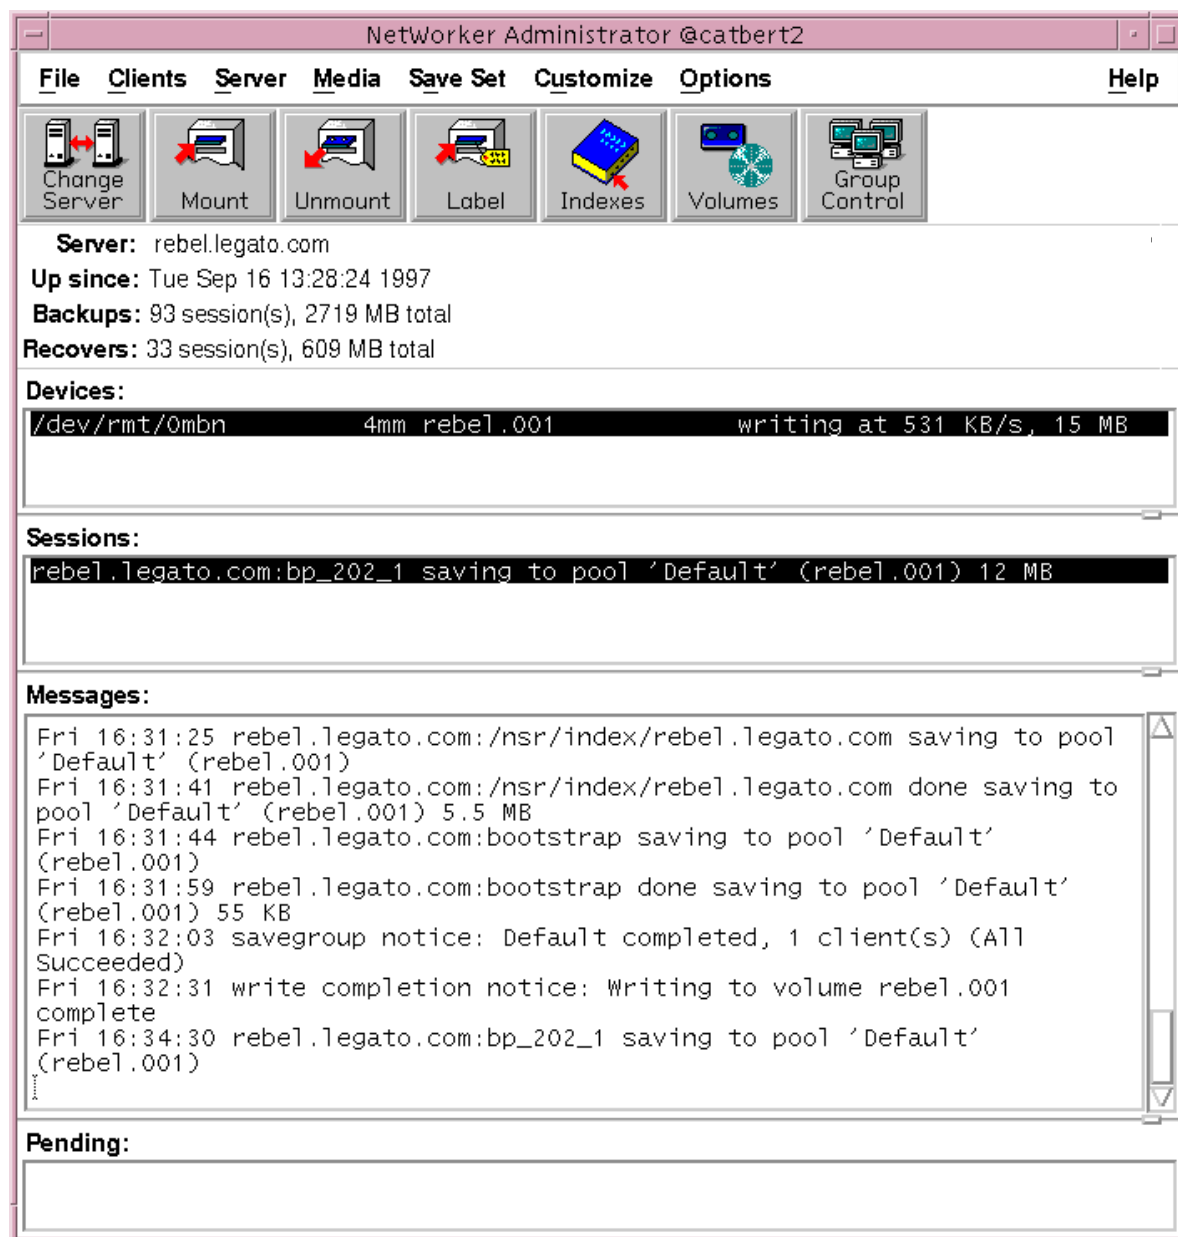 NetWorker Administrator @catbert2
File Clients Server Media Save Set Customize Options Help
Change Server Mount Unmount Label Indexes Volumes Group Control
Server: rebel.legato.com
Up since: Tue Sep 16 13:28:24 1997
Backups: 93 session(s), 2719 MB total
Recovers: 33 session(s), 609 MB total
Devices:
/dev/rmt/0mbn 4mm rebel.001 writing at 531 KB/s, 15 MB
Sessions:
rebel.legato.com:bp_202_1 saving to pool 'Default' (rebel.001) 12 MB
Messages:
Fri 16:31:25 rebel.legato.com:/nsr/index/rebel.legato.com saving to pool
'Default' (rebel.001)
Fri 16:31:41 rebel.legato.com:/nsr/index/rebel.legato.com done saving to
pool 'Default' (rebel.001) 5.5 MB
Fri 16:31:44 rebel.legato.com:bootstrap saving to pool 'Default'
(rebel.001)
Fri 16:31:59 rebel.legato.com:bootstrap done saving to pool 'Default'
(rebel.001) 55 KB
Fri 16:32:03 savegroup notice: Default completed, 1 client(s) (All
Succeeded)
Fri 16:32:31 write completion notice: Writing to volume rebel.001
complete
Fri 16:34:30 rebel.legato.com:bp_202_1 saving to pool 'Default'
(rebel.001)
Pending: